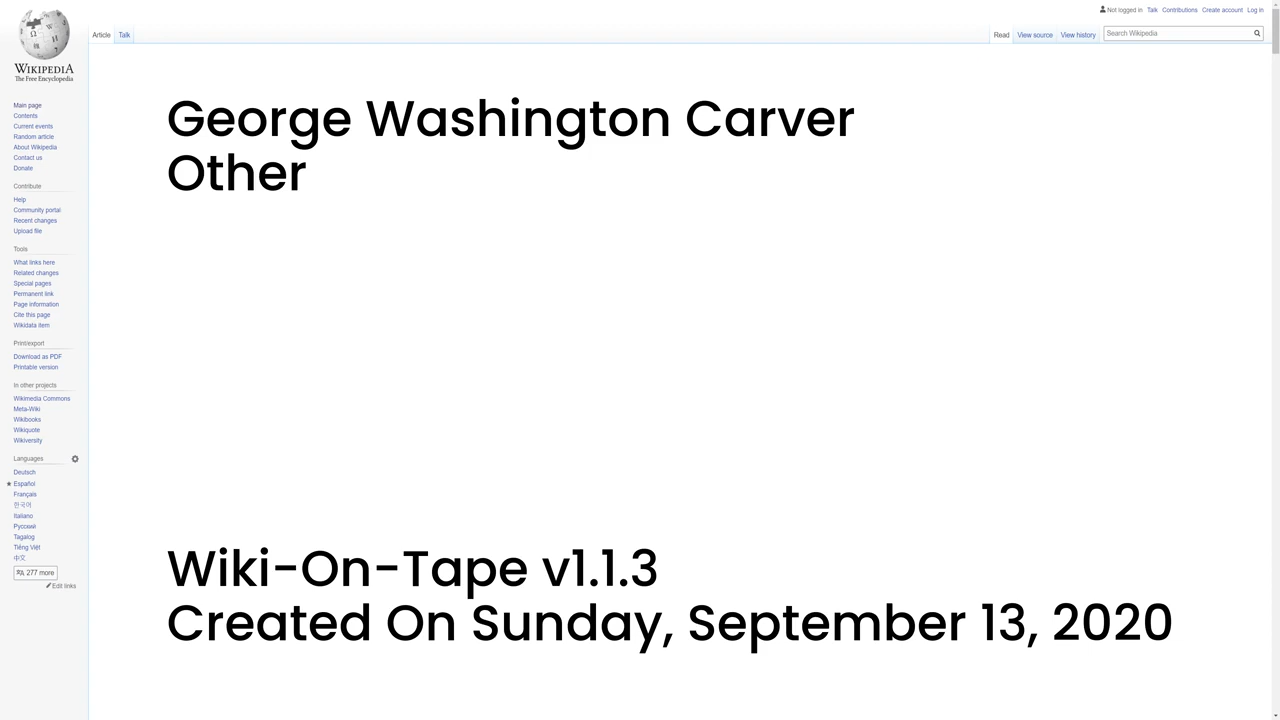 Not logged in Talk Contributions Create account Log in
Article Talk Read View source View history Search Wikipedia
WIKIPEDIA
The Free Encyclopedia
Main page
Contents
Current events
Random article
About Wikipedia
Contact us
Donate
Contribute
Help
Community portal
Recent changes
Upload file
Tools
What links here
Related changes
Special pages
Permanent link
Page information
Cite this page
Wikidata item
Print/export
Download as PDF
Printable version
In other projects
Wikimedia Commons
Meta-Wiki
Wikibooks
Wikiquote
Wikiversity
Languages
Deutsch
Español
Français
한국어
Italiano
Русский
Tagalog
Tiếng Việt
中文
277 more
Edit links
George Washington Carver
Other
Wiki-On-Tape v1.1.3
Created On Sunday, September 13, 2020